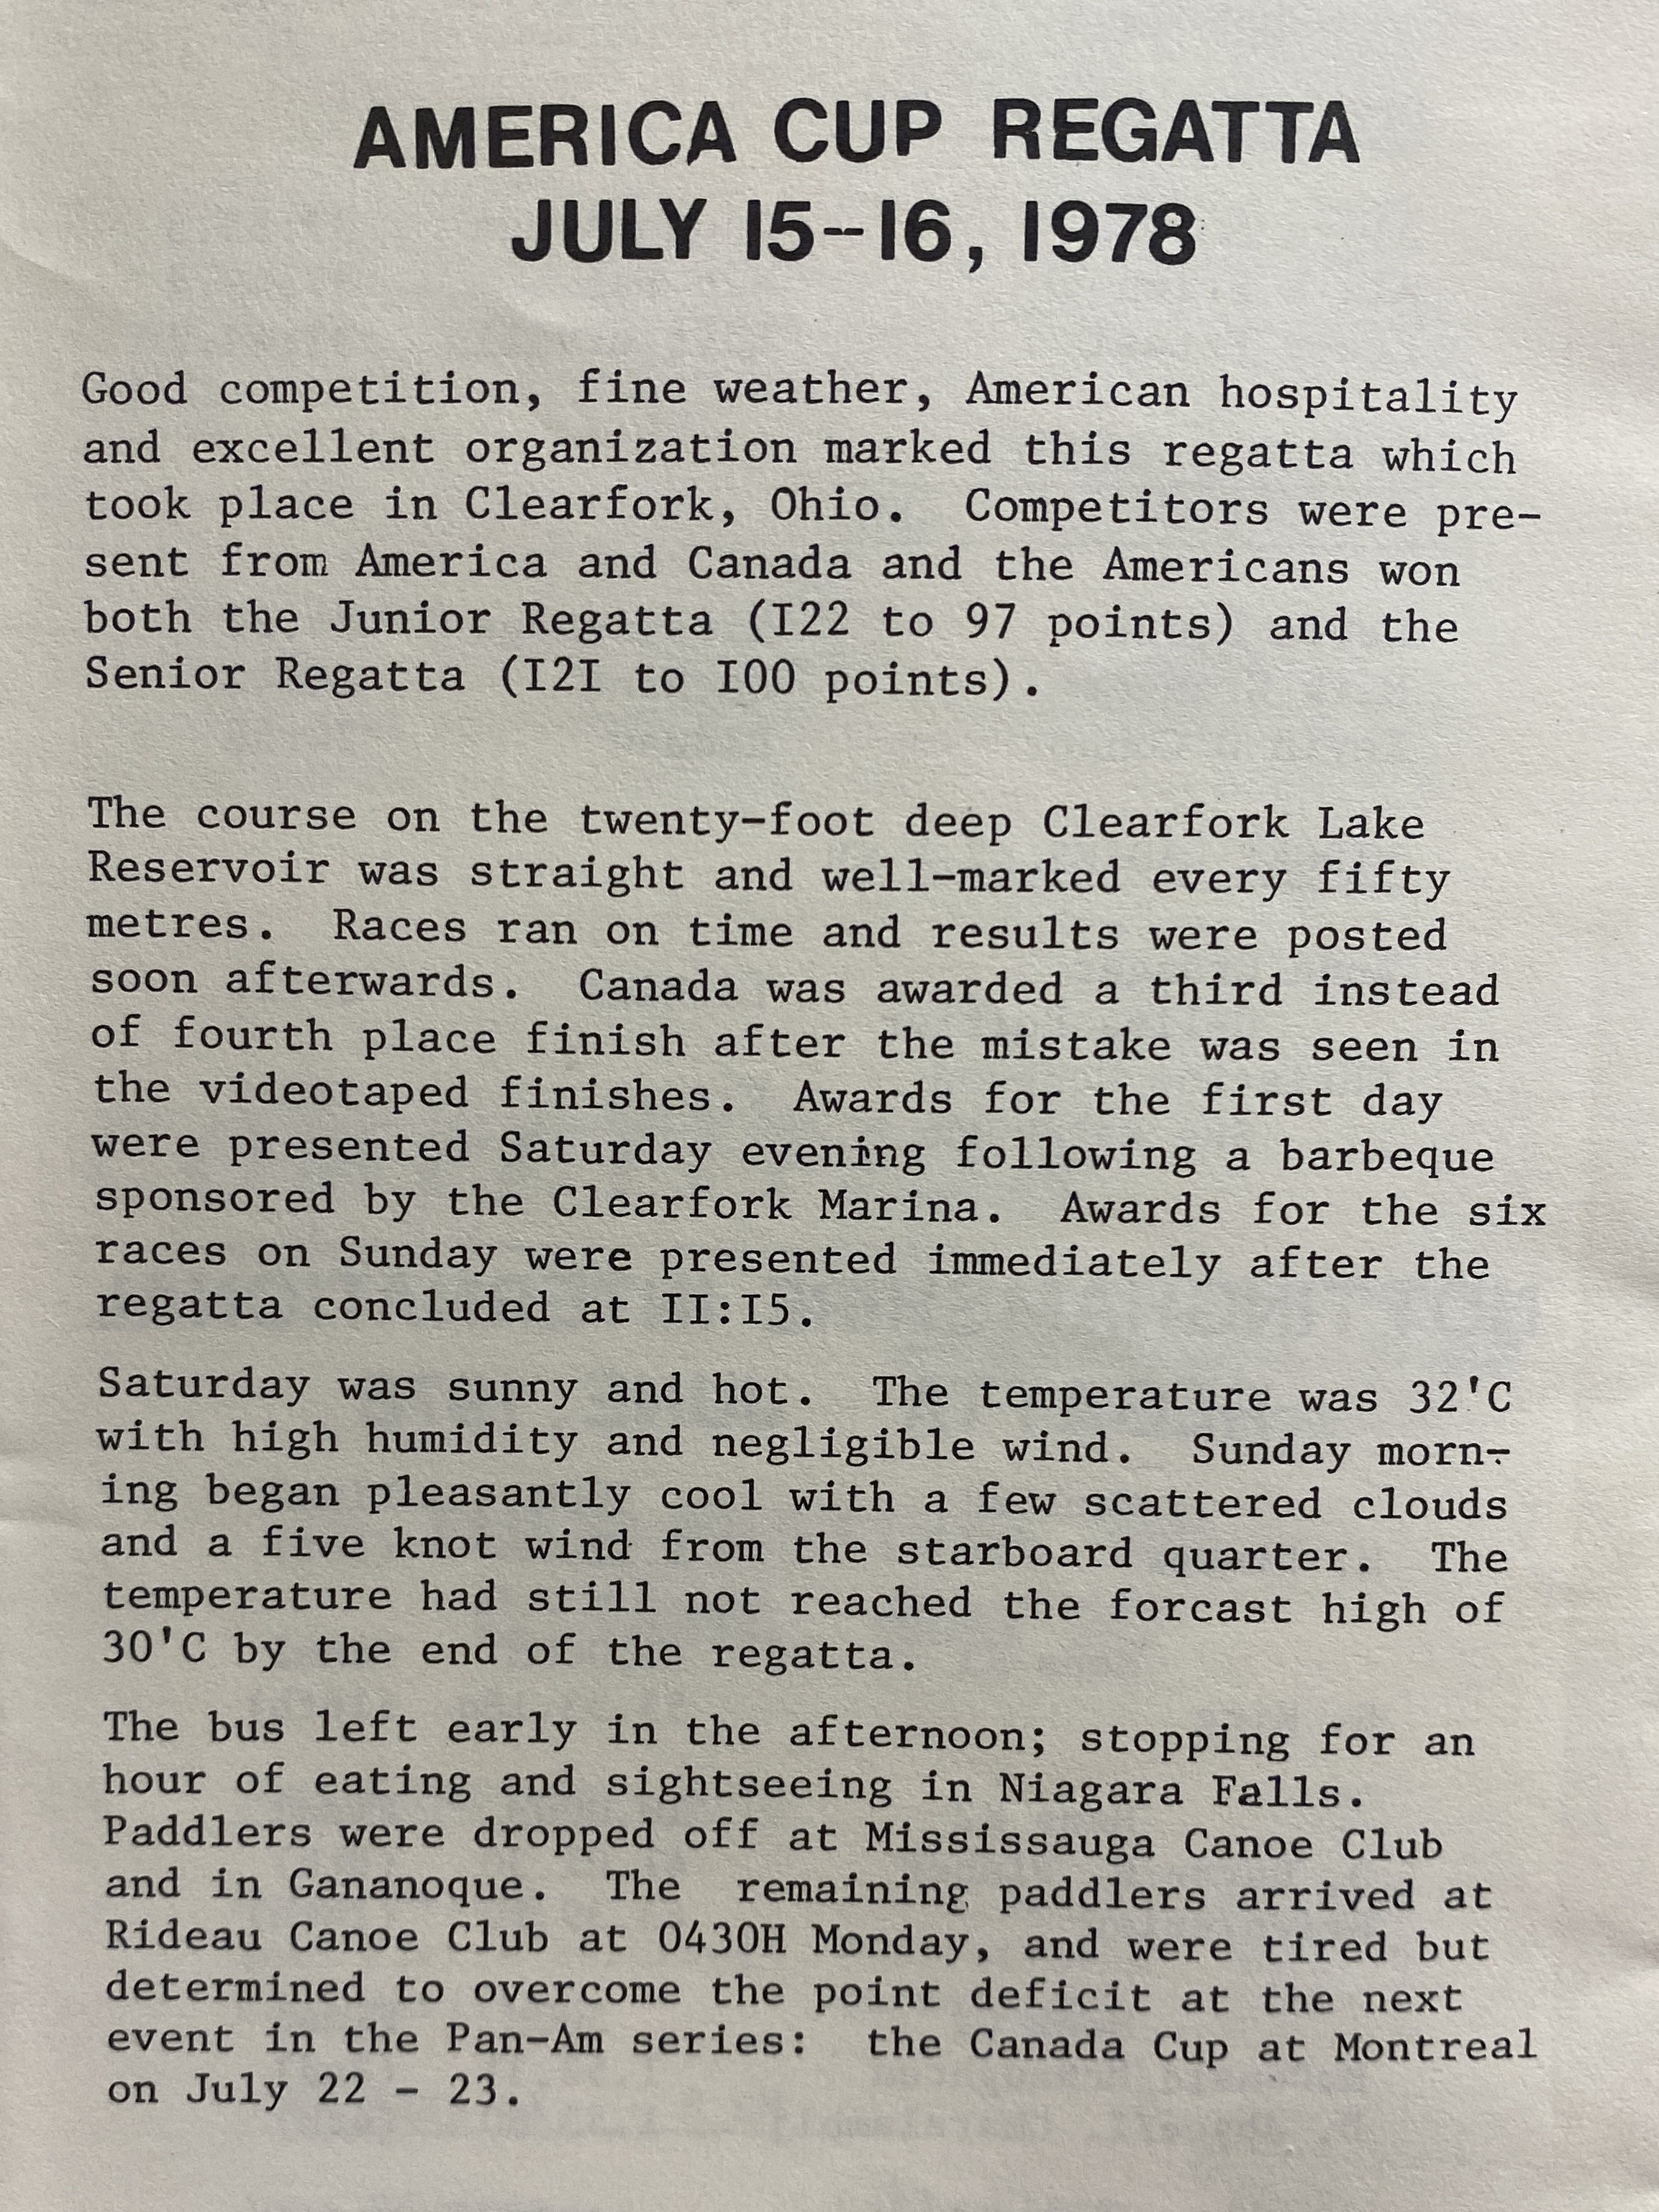 AMERICA CUP REGATTA
JULY 15--16, 1978
Good competition, fine weather, American hospitality
and excellent organization marked this regatta which
took place in Clearfork, Ohio.  Competitors were pre-
sent from America and Canada and the Americans won
both the Junior Regatta (I22 to 97 points) and the
Senior Regatta (I2I to I00 points).
The course on the twenty-foot deep Clearfork Lake
Reservoir was straight and well-marked every fifty
metres.  Races ran on time and results were posted
soon afterwards.  Canada was awarded a third instead
of fourth place finish after the mistake was seen in
the videotaped finishes.  Awards for the first day
were presented Saturday evening following a barbeque
sponsored by the Clearfork Marina.  Awards for the six
races on Sunday were presented immediately after the
regatta concluded at II:I5.
Saturday was sunny and hot.  The temperature was 32'C
with high humidity and negligible wind.  Sunday morn-
ing began pleasantly cool with a few scattered clouds
and a five knot wind from the starboard quarter.  The
temperature had still not reached the forcast high of
30'C by the end of the regatta.
The bus left early in the afternoon; stopping for an
hour of eating and sightseeing in Niagara Falls.
Paddlers were dropped off at Mississauga Canoe Club
and in Gananoque.  The  remaining paddlers arrived at
Rideau Canoe Club at 0430H Monday, and were tired but
determined to overcome the point deficit at the next
event in the Pan-Am series:  the Canada Cup at Montreal
on July 22 - 23.